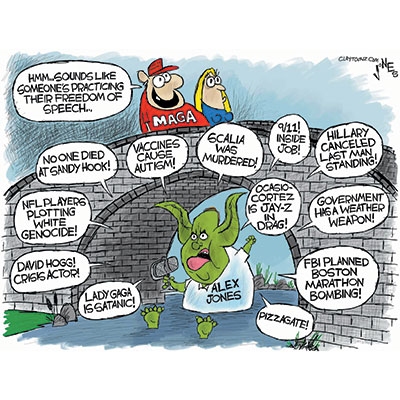 CLAYTOONZ.COM
JONES
HMM...SOUNDS LIKE
SOMEONE'S PRACTICING
THEIR FREEDOM OF
SPEECH...
I MAGA
NO ONE DIED
AT SANDY HOOK!
VACCINES
CAUSE
AUTISM!
SCALIA
WAS
MURDERED!
9/11!
INSIDE
JOB!
HILLARY
CANCELED
LAST MAN
STANDING!
NFL PLAYERS
PLOTTING
WHITE
GENOCIDE!
OCASIO-
CORTEZ
IS JAY-Z
IN
DRAG!
GOVERNMENT
HAS A WEATHER
WEAPON!
DAVID HOGG!
CRISIS ACTOR!
LADY GAGA
IS SATANIC!
ALEX
JONES
FBI PLANNED
BOSTON
MARATHON
BOMBING!
PIZZAGATE!